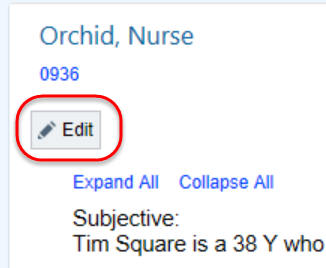 Orchid, Nurse
0936
Edit
Expand All Collapse All
Subjective:
Tim Square is a 38 Y who